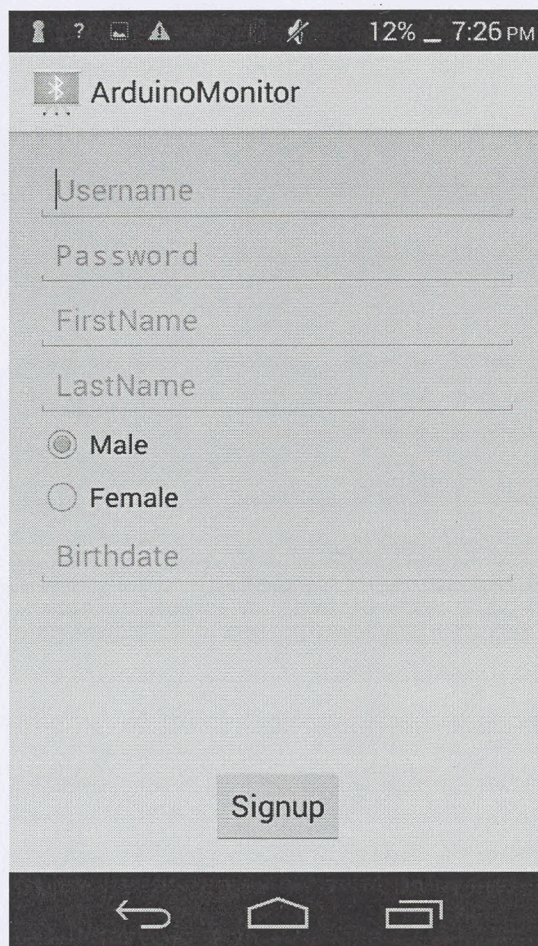 ? 12% 7:26 PM
ArduinoMonitor
Username
Password
FirstName
LastName
Male
Female
Birthdate
Signup